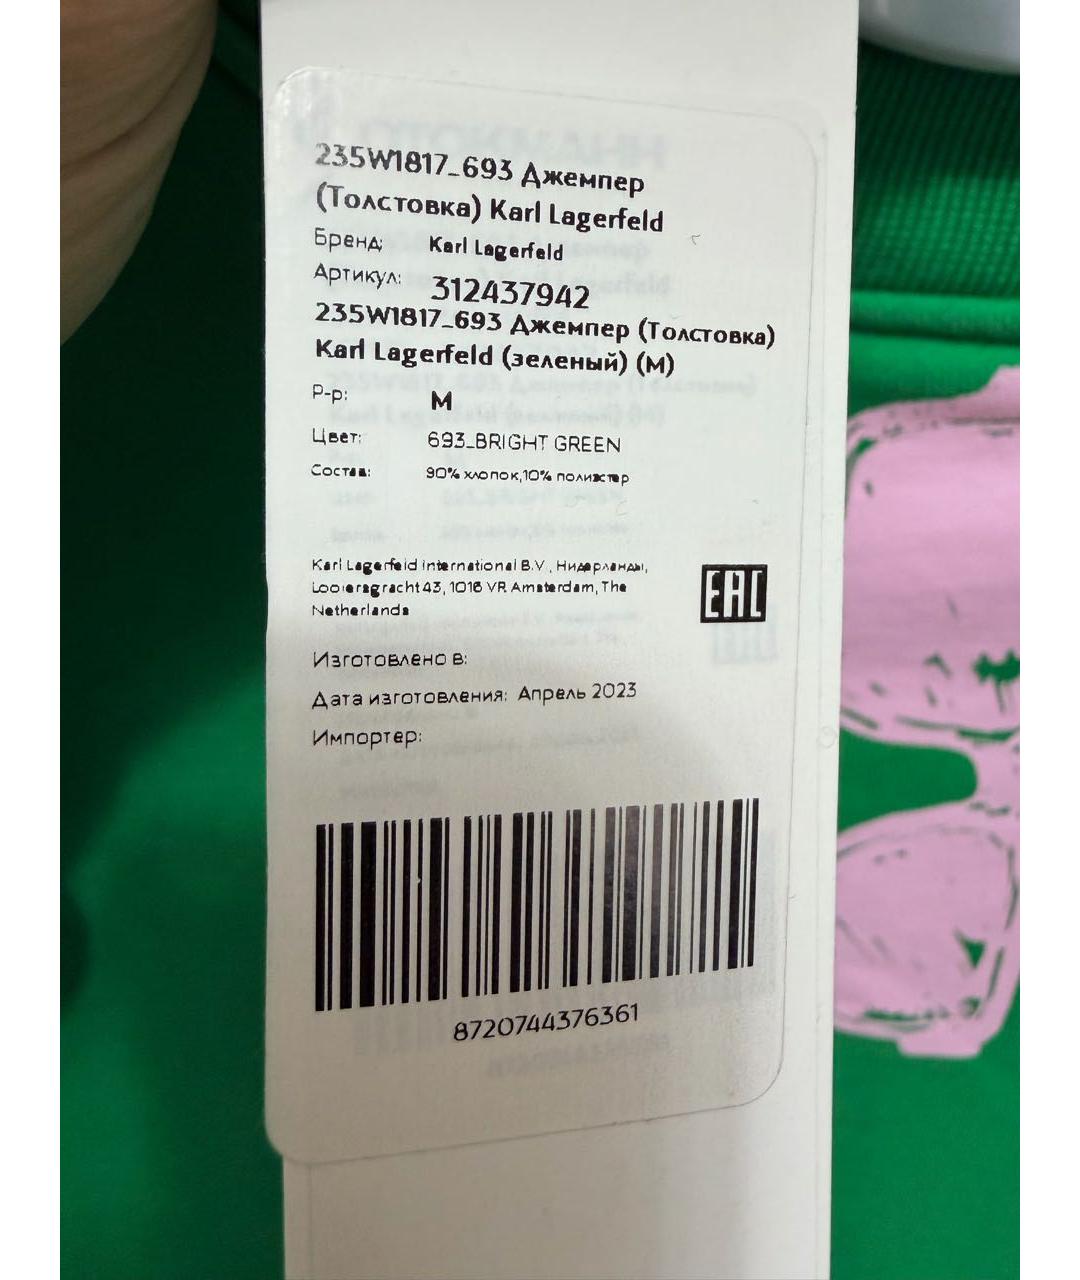 235W1817_693 Джемпер
(Толстовка) Karl Lagerfeld
Бренд: Karl Lagerfeld
Артикул: 312437942
235W1817_693 Джемпер (Толстовка)
Karl Lagerfeld (зеленый) (M)
Р-р: M
Цвет: 693_BRIGHT GREEN
Состав: 90% хлопок,10% полиэстер
Karl Lagerfeld International B.V., Нидерланды,
Looiersgracht 43, 1016 VR Amsterdam, The
Netherlands
EAC
Изготовлено в:
Дата изготовления: Апрель 2023
Импортер:
8720744376361